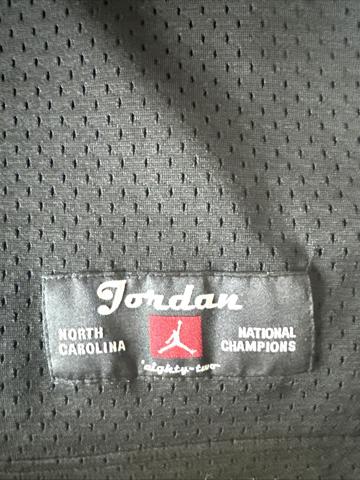 Jordan
NORTH CAROLINA
NATIONAL CHAMPIONS
'eighty-two